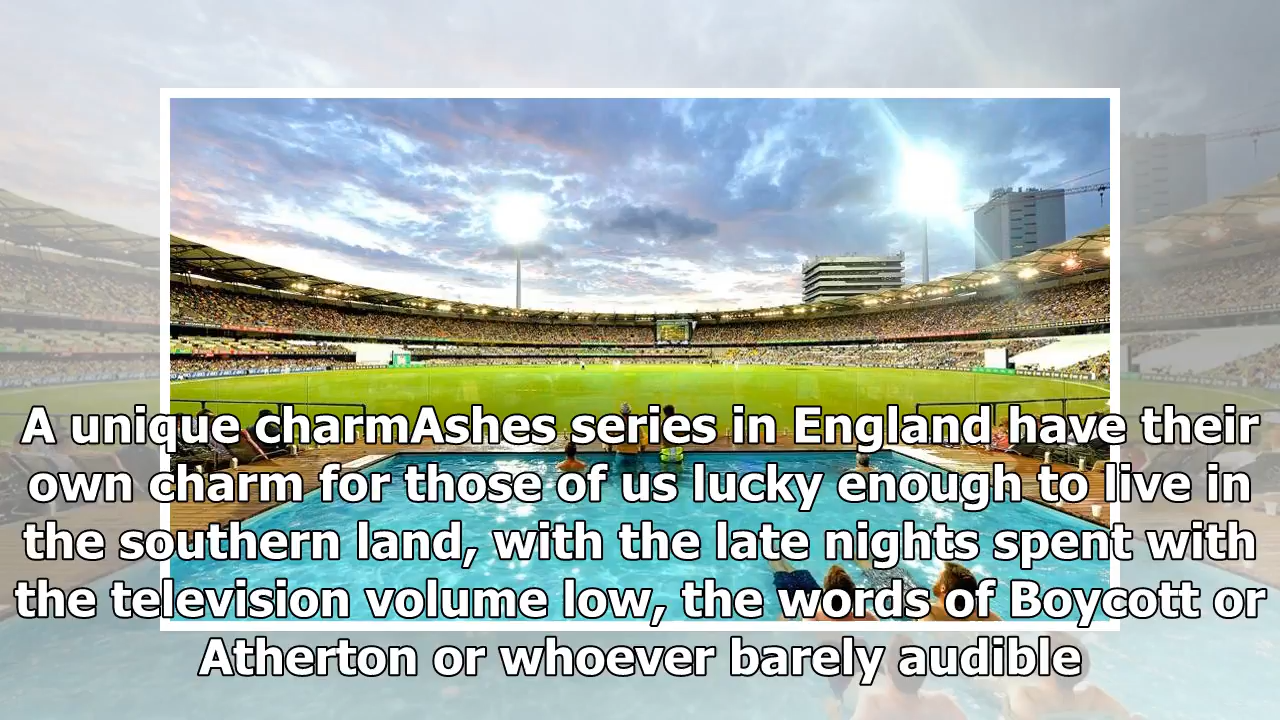 A unique charmAshes series in England have their
own charm for those of us lucky enough to live in
the southern land, with the late nights spent with
the television volume low, the words of Boycott or
Atherton or whoever barely audible